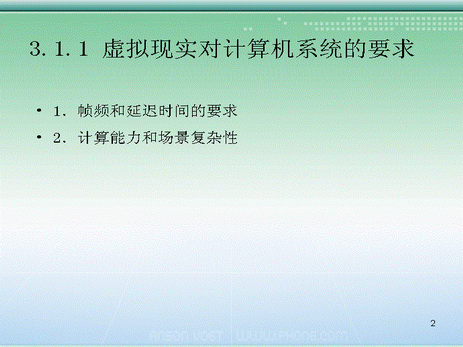 3.1.1 虚拟现实对计算机系统的要求
• 1. 帧频和延迟时间的要求
• 2. 计算能力和场景复杂性
2